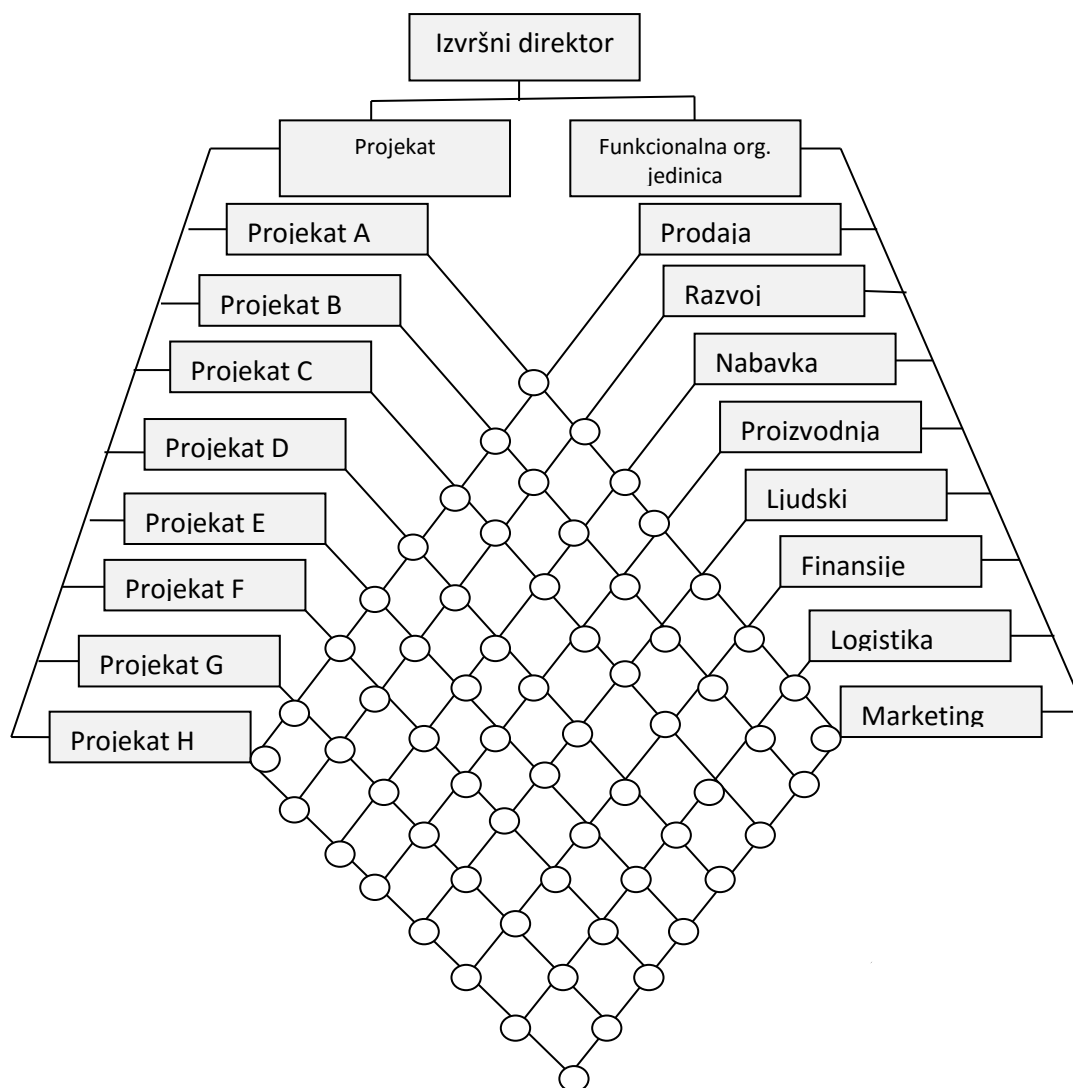 Izvršni direktor
Projekat
Funkcionalna org.
jedinica
Projekat A
Prodaja
Projekat B
Razvoj
Projekat C
Nabavka
Projekat D
Proizvodnja
Projekat E
Ljudski
Projekat F
Finansije
Projekat G
Logistika
Projekat H
Marketing